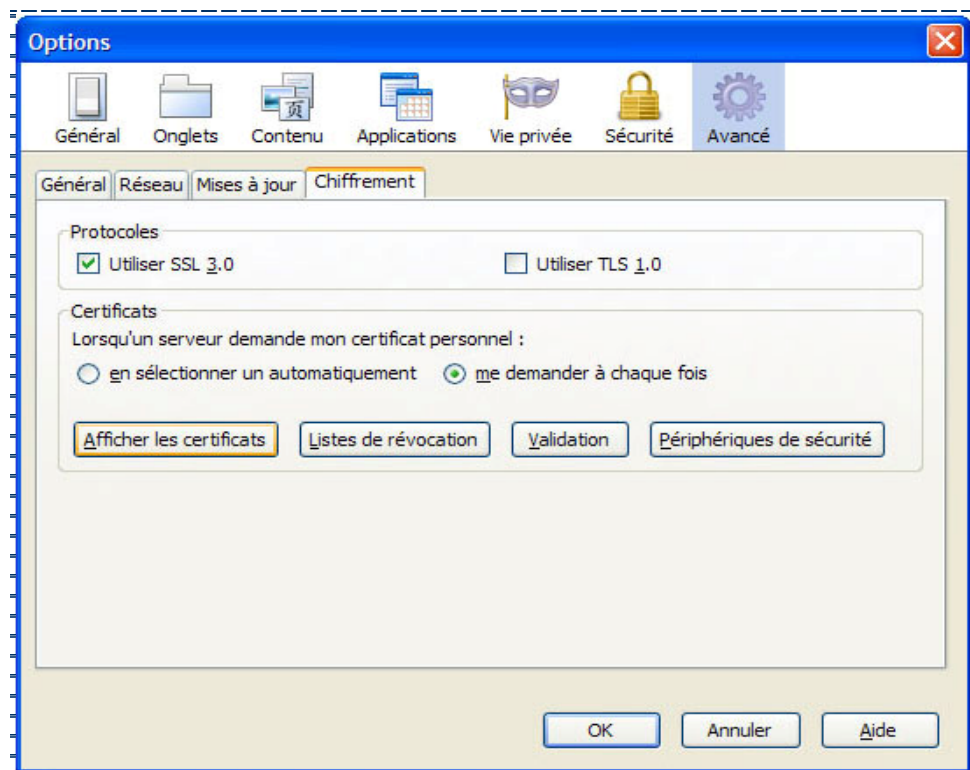 Options
Général Onglets Contenu Applications Vie privée Sécurité Avancé
Général Réseau Mises à jour Chiffrement
Protocoles
Utiliser SSL 3.0 Utiliser TLS 1.0
Certificats
Lorsqu'un serveur demande mon certificat personnel :
en sélectionner un automatiquement me demander à chaque fois
Afficher les certificats Listes de révocation Validation Périphériques de sécurité
OK Annuler Aide